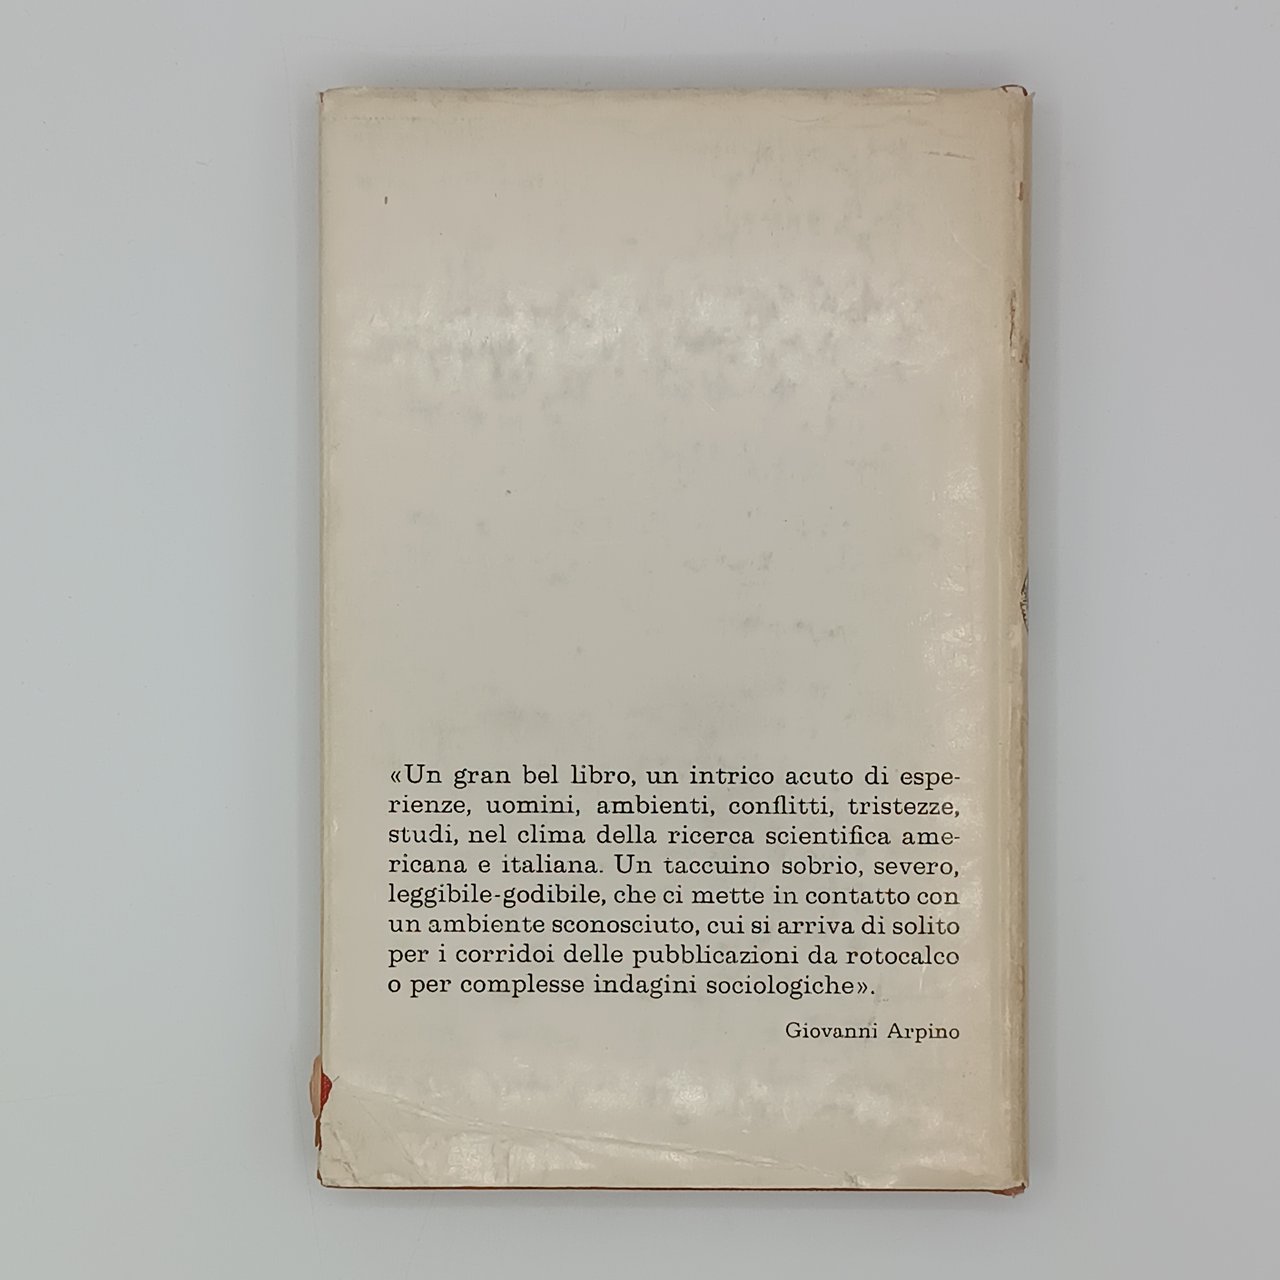 «Un gran bel libro, un intrico acuto di espe-
rienze, uomini, ambienti, conflitti, tristezze,
studi, nel clima della ricerca scientifica ame-
ricana e italiana. Un taccuino sobrio, severo,
leggibile-godibile, che ci mette in contatto con
un ambiente sconosciuto, cui si arriva di solito
per i corridoi delle pubblicazioni da rotocalco
o per complesse indagini sociologiche».
Giovanni Arpino